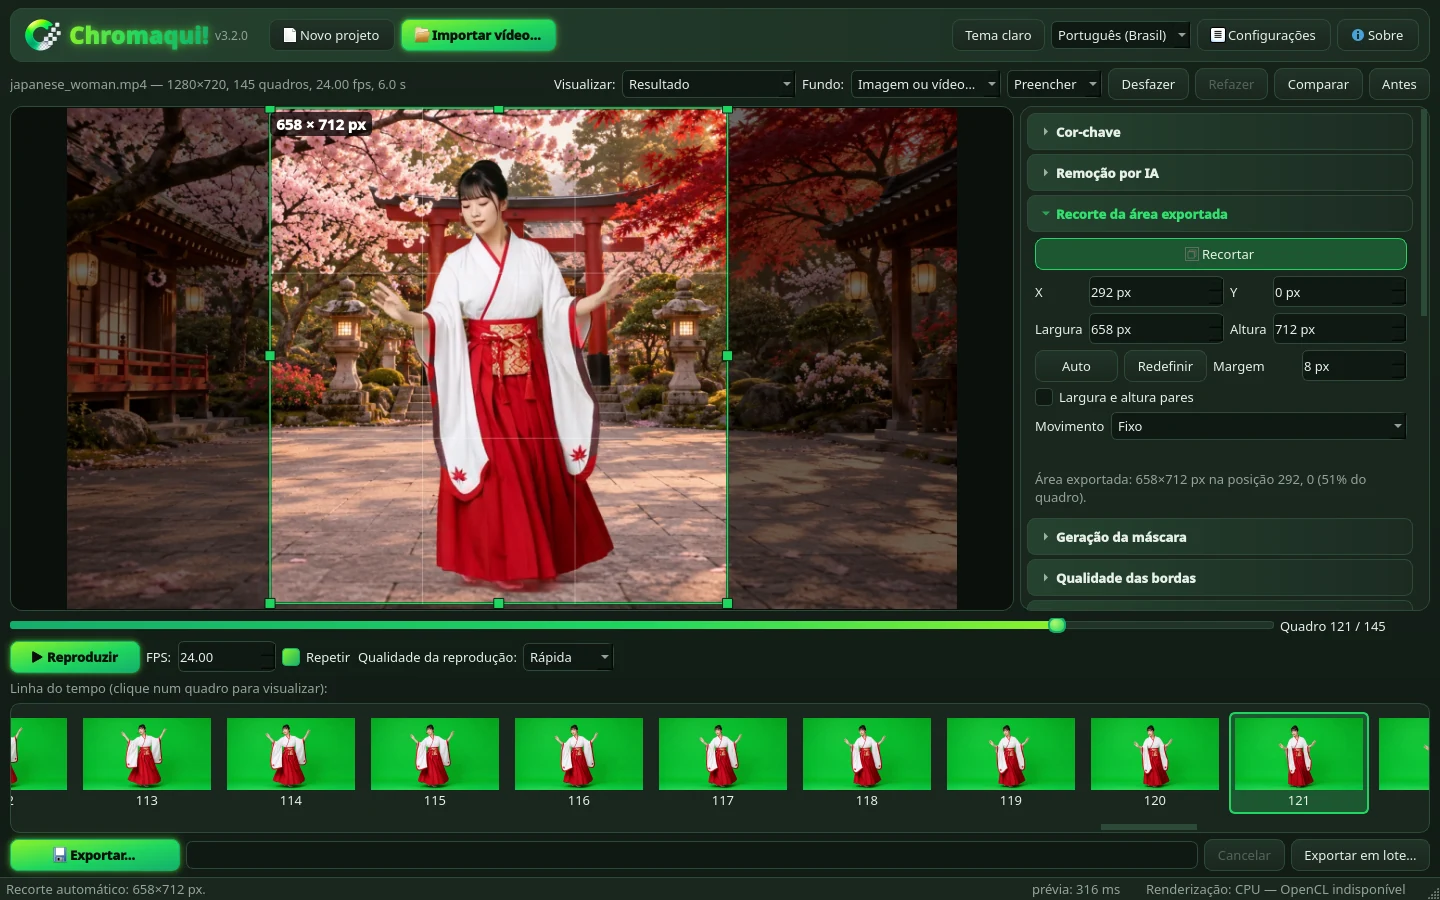 Chromaqui! v3.2.0 Novo projeto Importar vídeo... Tema claro Português (Brasil) Configurações Sobre
japanese_woman.mp4 — 1280×720, 145 quadros, 24.00 fps, 6.0 s Visualizar: Resultado Fundo: Imagem ou vídeo... Preencher Desfazer Refazer Comparar Antes
658 × 712 px
Cor-chave
Remoção por IA
Recorte da área exportada
Recortar
X 292 px Y 0 px
Largura 658 px Altura 712 px
Auto Redefinir Margem 8 px
Largura e altura pares
Movimento Fixo
Área exportada: 658×712 px na posição 292, 0 (51% do
quadro).
Geração da máscara
Qualidade das bordas
Quadro 121 / 145
Reproduzir FPS: 24.00 Repetir Qualidade da reprodução: Rápida
Linha do tempo (clique num quadro para visualizar):
2 113 114 115 116 117 118 119 120 121
Exportar... Cancelar Exportar em lote...
Recorte automático: 658×712 px. prévia: 316 ms Renderização: CPU — OpenCL indisponível